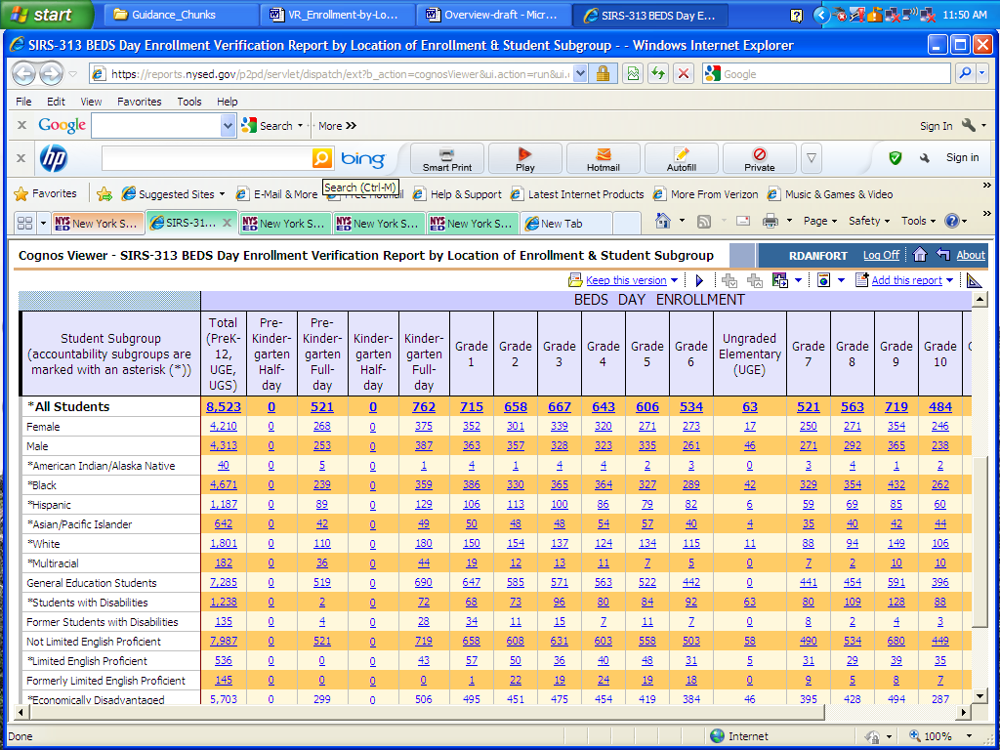 start
Guidance_Chunks
VR_Enrollment-by-Lo...
Overview-draft - Micr...
SIRS-313 BEDS Day E...
11:50 AM
SIRS-313 BEDS Day Enrollment Verification Report by Location of Enrollment & Student Subgroup - - Windows Internet Explorer
https://reports.nysed.gov/p2pd/servlet/dispatch/ext?b_action=cognosViewer&ui.action=run&ui.
Google
File Edit View Favorites Tools Help
x Google Search More >> Sign In
x hp bing Smart Print Play Hotmail Autofill Private Sign in
Search (Ctrl-M)
Favorites Suggested Sites E-Mail & More Free Hotmail Help & Support Latest Internet Products More From Verizon Music & Games & Video
NYS ED New York S... SIRS-31... X NYS ED New York S... NYS ED New York S... NYS ED New York S... New Tab Page Safety Tools
Cognos Viewer - SIRS-313 BEDS Day Enrollment Verification Report by Location of Enrollment & Student Subgroup RDANFORT Log Off About
Keep this version Add this report
BEDS DAY ENROLLMENT
Student Subgroup (accountability subgroups are marked with an asterisk (*)) Total (PreK-12, UGE, UGS) Pre-Kinder-garten Half-day Pre-Kinder-garten Full-day Kinder-garten Half-day Kinder-garten Full-day Grade 1 Grade 2 Grade 3 Grade 4 Grade 5 Grade 6 Ungraded Elementary (UGE) Grade 7 Grade 8 Grade 9 Grade 10
*All Students 8,523 0 521 0 762 715 658 667 643 606 534 63 521 563 719 484
Female 4,210 0 268 0 375 352 301 339 320 271 273 17 250 271 354 246
Male 4,313 0 253 0 387 363 357 328 323 335 261 46 271 292 365 238
*American Indian/Alaska Native 40 0 5 0 1 4 1 4 4 2 3 0 3 4 1 2
*Black 4,671 0 239 0 359 386 330 365 364 327 289 42 329 354 432 262
*Hispanic 1,187 0 89 0 129 106 113 100 86 79 82 6 59 69 85 60
*Asian/Pacific Islander 642 0 42 0 49 50 48 48 54 57 40 4 35 40 42 44
*White 1,801 0 110 0 180 150 154 137 124 134 115 11 88 94 149 106
*Multiracial 182 0 36 0 44 19 12 13 11 7 5 0 7 2 10 10
General Education Students 7,285 0 519 0 690 647 585 571 563 522 442 0 441 454 591 396
*Students with Disabilities 1,238 0 2 0 72 68 73 96 80 84 92 63 80 109 128 88
Former Students with Disabilities 135 0 4 0 28 34 11 15 7 11 7 0 8 2 4 3
Not Limited English Proficient 7,987 0 521 0 719 658 608 631 603 558 503 58 490 534 680 449
*Limited English Proficient 536 0 0 0 43 57 50 36 40 48 31 5 31 29 39 35
Formerly Limited English Proficient 145 0 0 0 0 1 22 19 24 19 18 0 9 5 8 7
*Economically Disadvantaged 5,703 0 299 0 506 495 451 475 454 419 384 46 395 428 494 287
Done Internet 100%